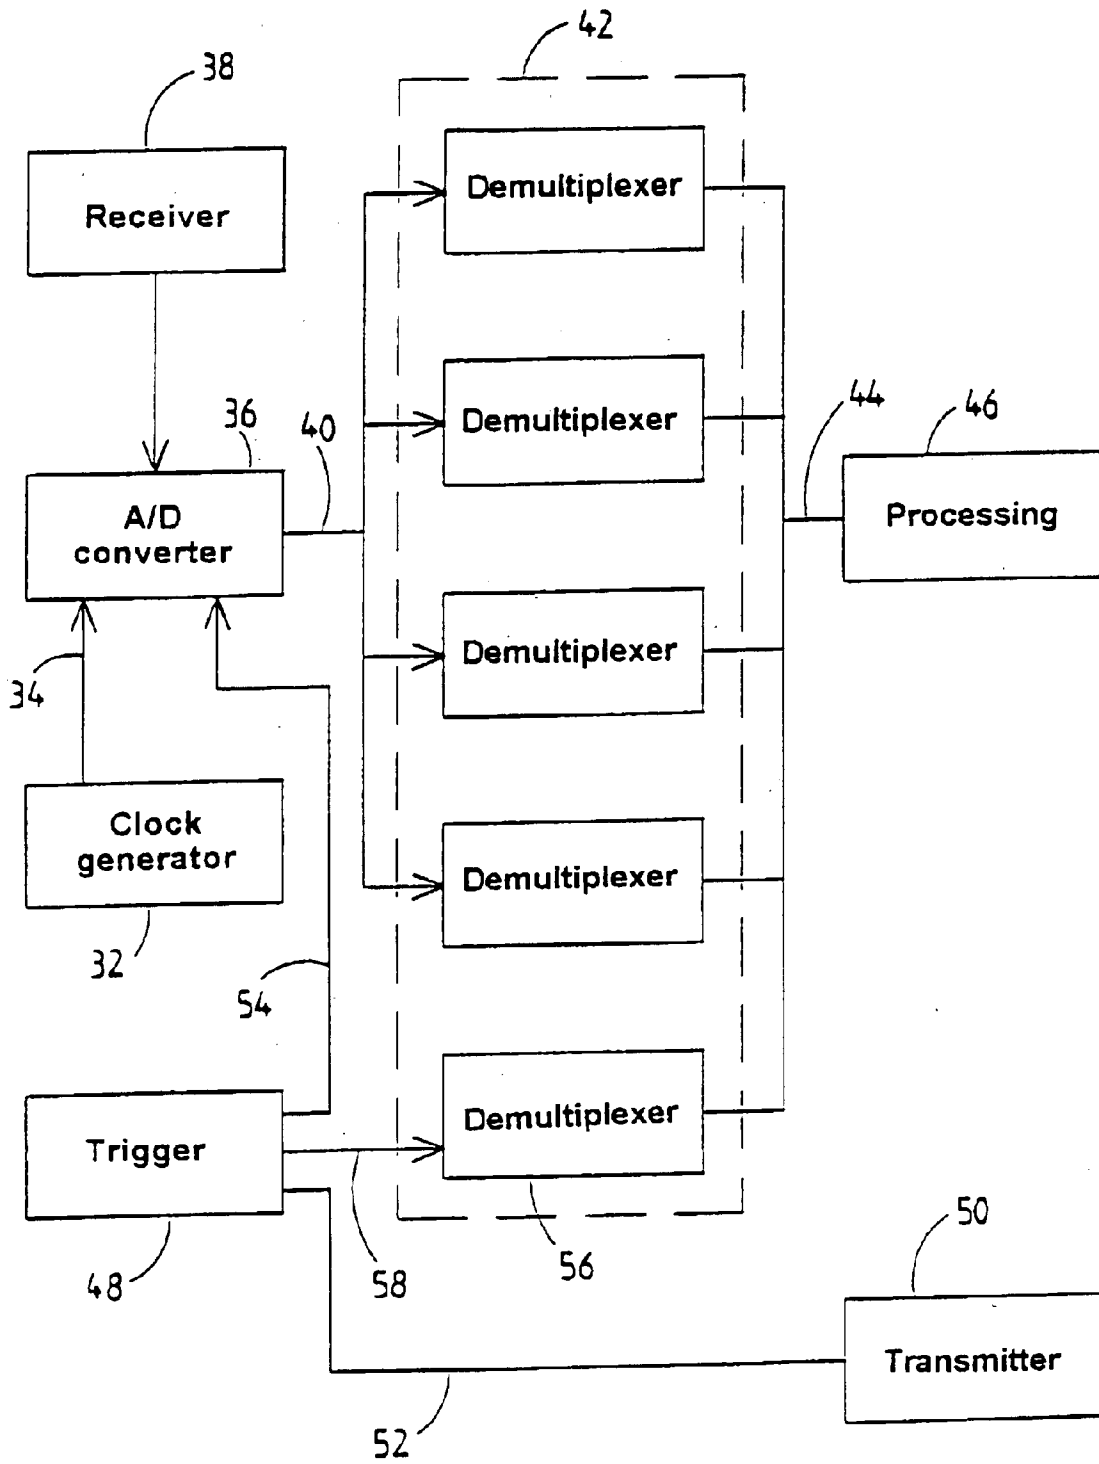 42
38
Receiver
Demultiplexer
Demultiplexer
36
40
44
46
A/D
converter
Processing
Demultiplexer
34
Clock
generator
Demultiplexer
32
54
Trigger
Demultiplexer
48
58
56
50
Transmitter
52